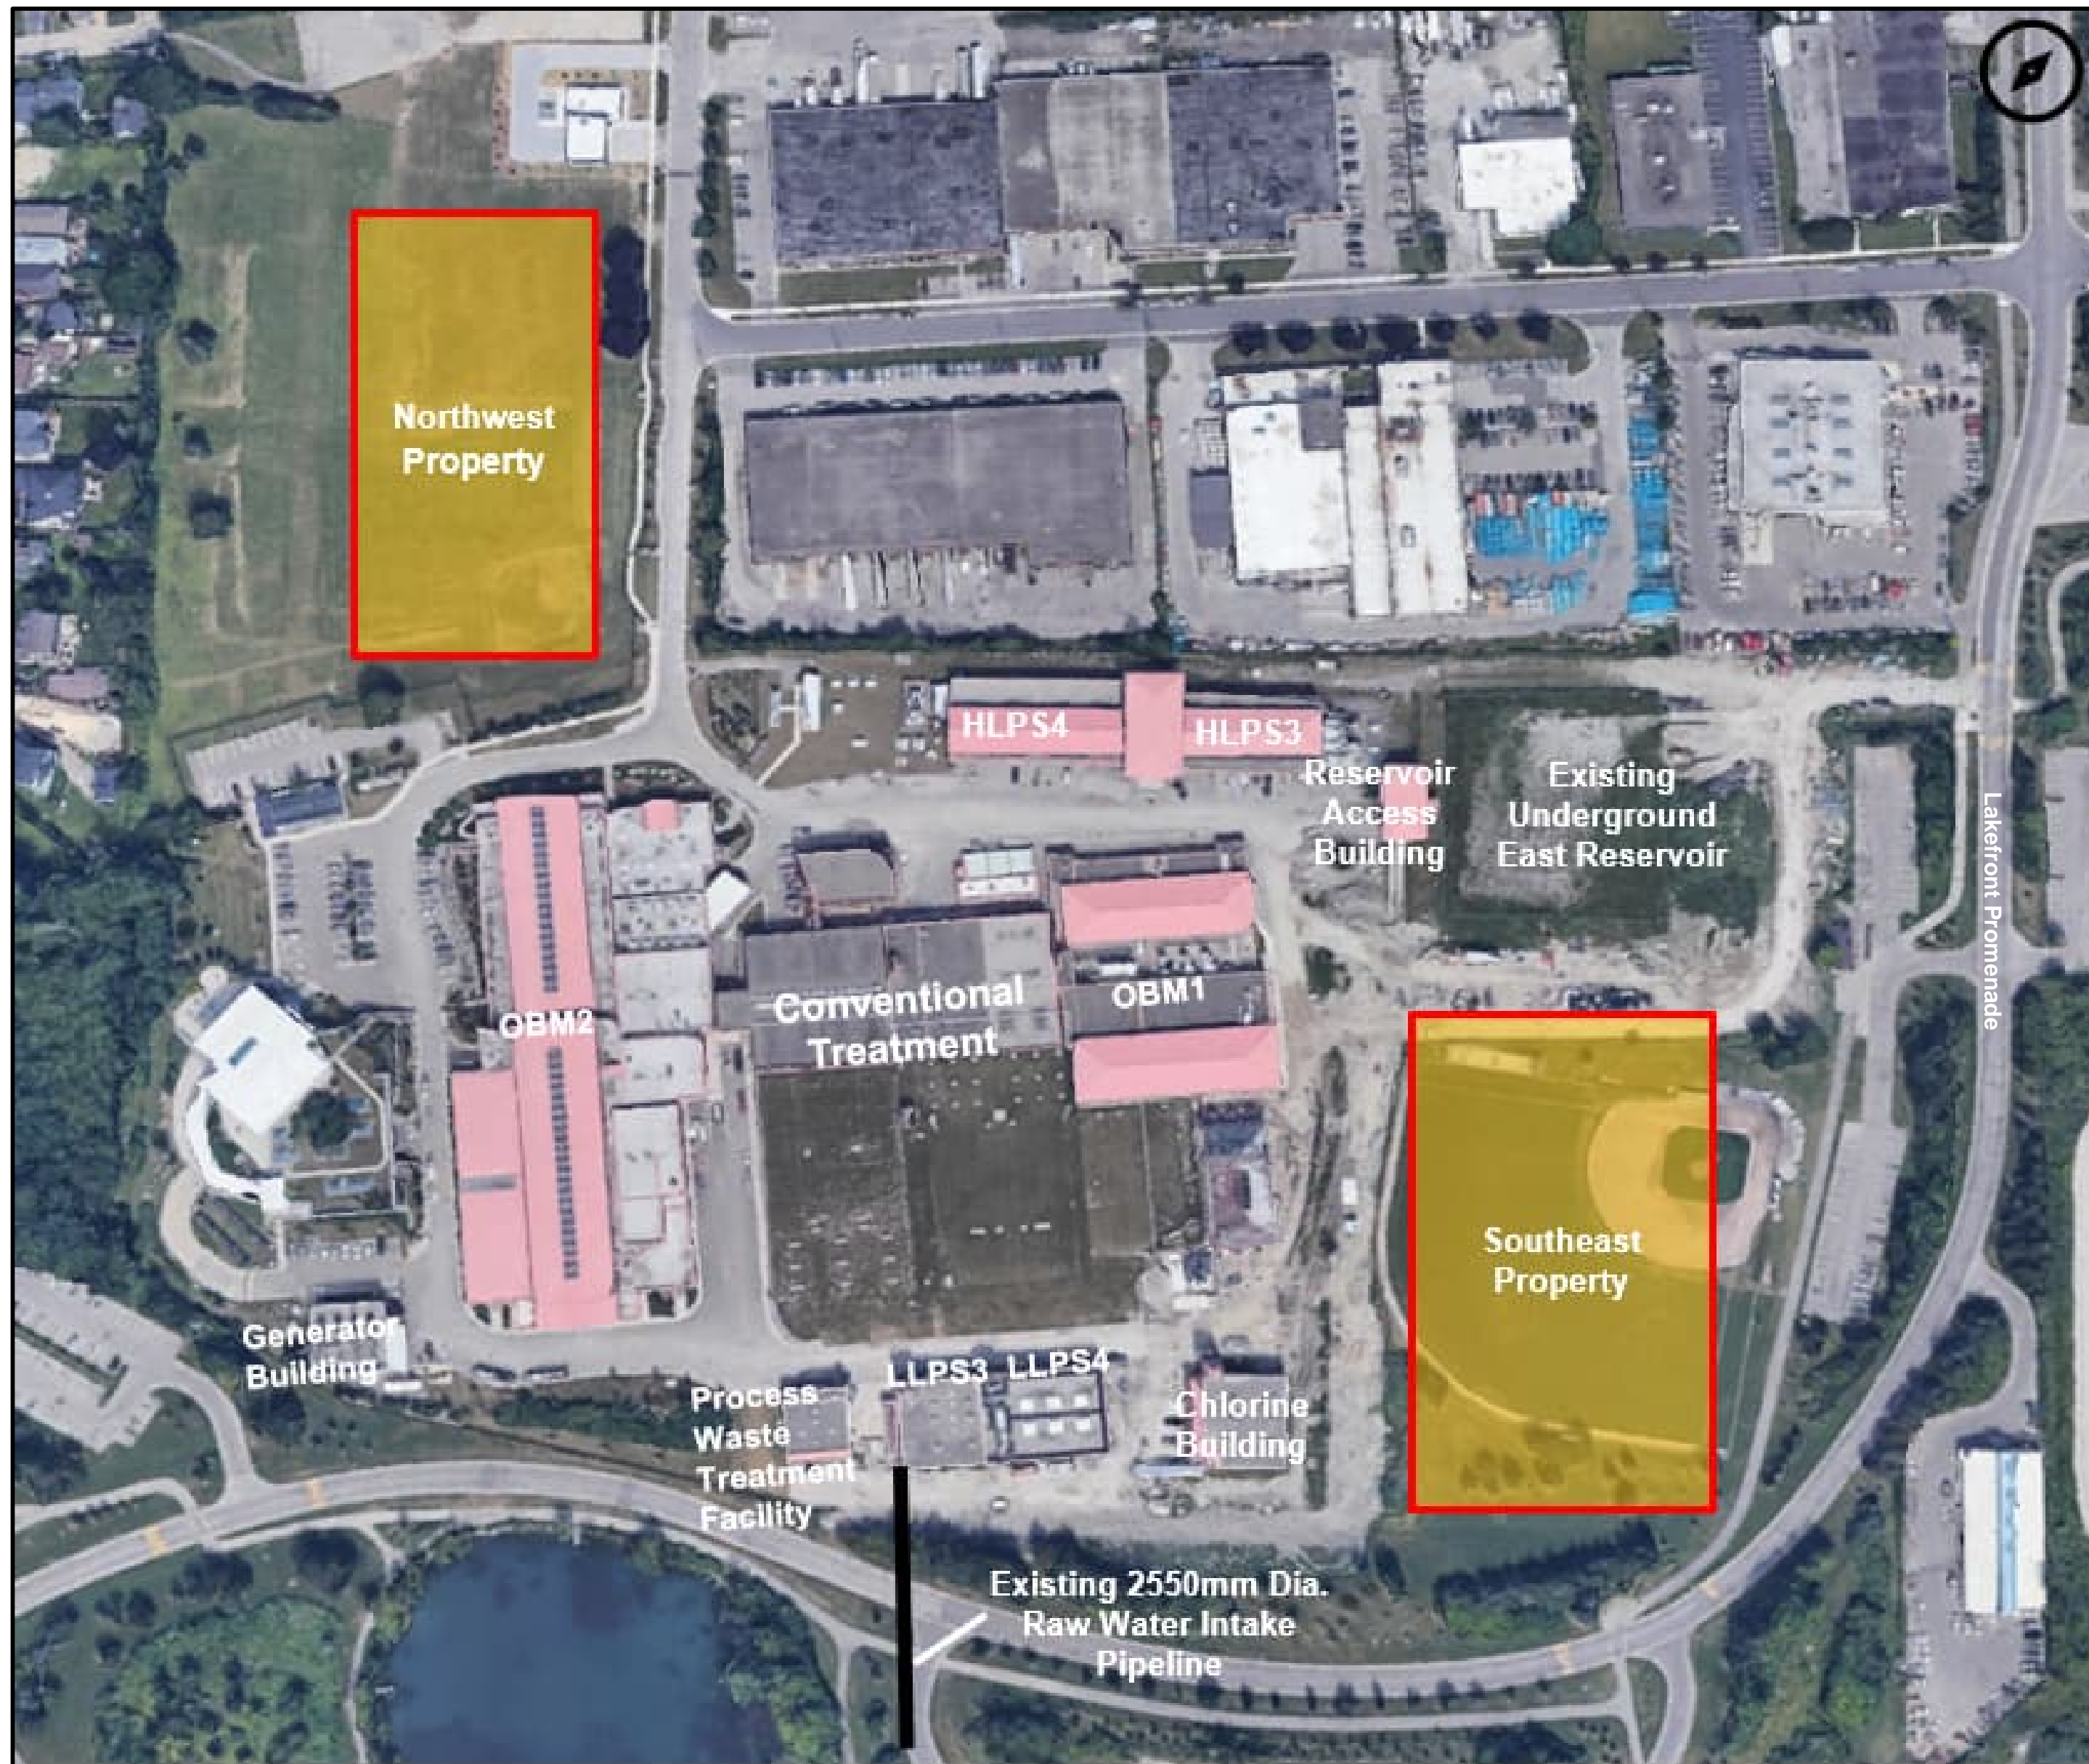 Northwest
Property
HLPS4
HLPS3
Reservoir
Access
Building
Existing
Underground
East Reservoir
Lakefront Promenade
OBM2
Conventional
Treatment
OBM1
Southeast
Property
Generator
Building
Process
Waste
Treatment
Facility
LLPS3
LLPS4
Chlorine
Building
Existing 2550mm Dia.
Raw Water Intake
Pipeline